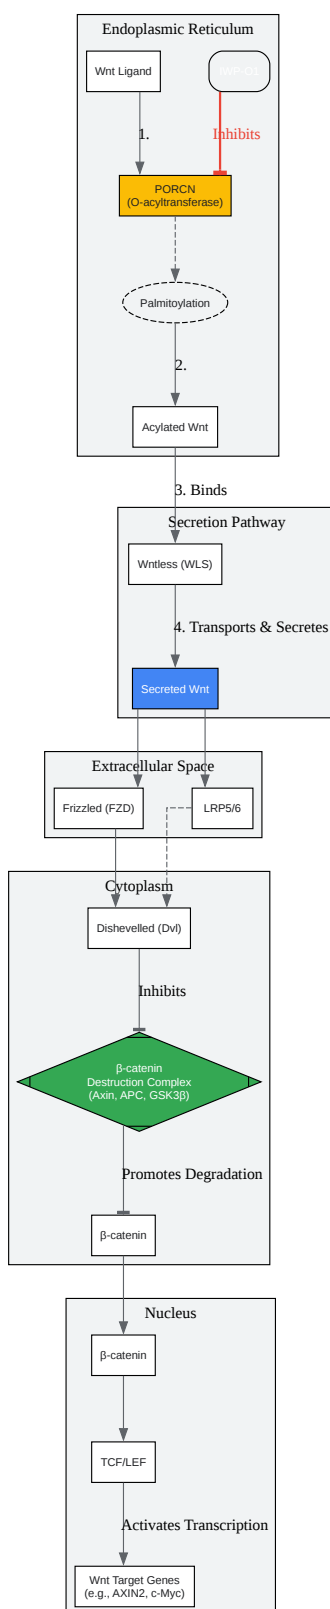 Endoplasmic Reticulum
Wnt Ligand
1.
Inhibits
PORCN
(O-acyltransferase)
Palmitoylation
2.
Acylated Wnt
3. Binds
Secretion Pathway
Wntless (WLS)
4. Transports & Secretes
Secreted Wnt
Extracellular Space
Frizzled (FZD)
LRP5/6
Cytoplasm
Dishevelled (Dvl)
Inhibits
β-catenin
Destruction Complex
(Axin, APC, GSK3β)
Promotes Degradation
β-catenin
Nucleus
β-catenin
TCF/LEF
Activates Transcription
Wnt Target Genes
(e.g., AXIN2, c-Myc)